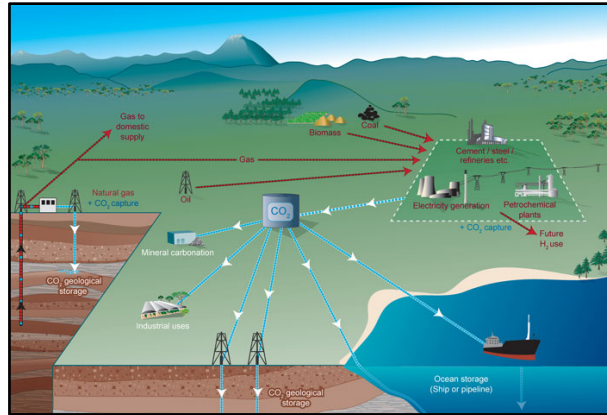 Gas to
domestic
supply
Biomass
Coal
Cement / steel /
refineries etc
Gas
Natural gas
+ CO₂ capture
Oil
CO₂
Electricity generation
Petrochemical
plants
+ CO₂ capture
Future
H₂ use
Mineral carbonation
CO₂ geological
storage
Industrial uses
Ocean storage
(Ship or pipeline)
CO₂ geological
storage